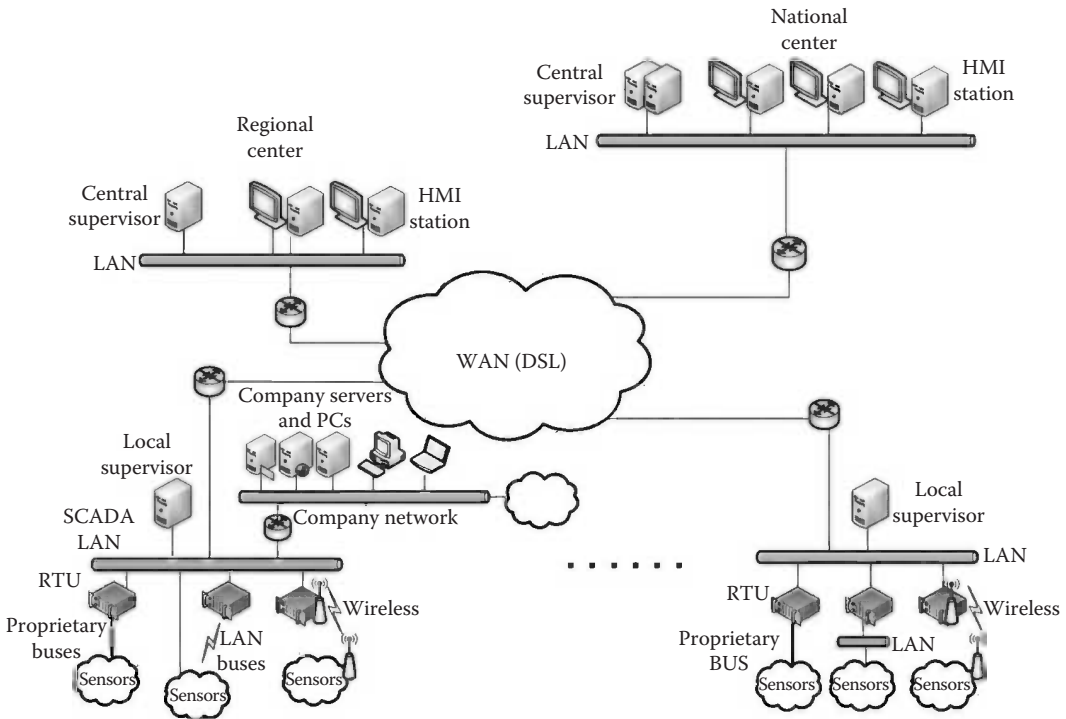 National
center
Central
supervisor
HMI
station
LAN
Regional
center
Central
supervisor
HMI
station
LAN
WAN (DSL)
Company servers
and PCs
Local
supervisor
Company network
SCADA
LAN
RTU
Proprietary
buses
LAN
buses
Wireless
Sensors
Sensors
Sensors
Local
supervisor
LAN
RTU
Wireless
Proprietary
BUS
LAN
Sensors
Sensors
Sensors